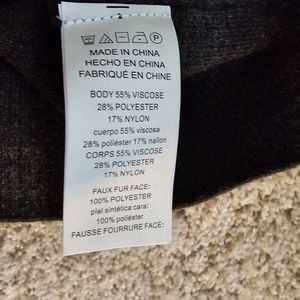 MADE IN CHINA
HECHO EN CHINA
FABRIQUÉ EN CHINE
BODY 55% VISCOSE
28% POLYESTER
17% NYLON
cuerpo 55% viscosa
28% poliéster 17% nailon
CORPS 55% VISCOSE
28% POLYESTER
17% NYLON
FAUX FUR FACE:
100% POLYESTER
piel sintética cara:
100% poliéster
FAUSSE FOURRURE FACE: